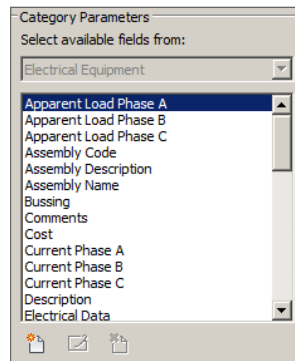 Category Parameters
Select available fields from:
Electrical Equipment
Apparent Load Phase A
Apparent Load Phase B
Apparent Load Phase C
Assembly Code
Assembly Description
Assembly Name
Bussing
Comments
Cost
Current Phase A
Current Phase B
Current Phase C
Description
Electrical Data